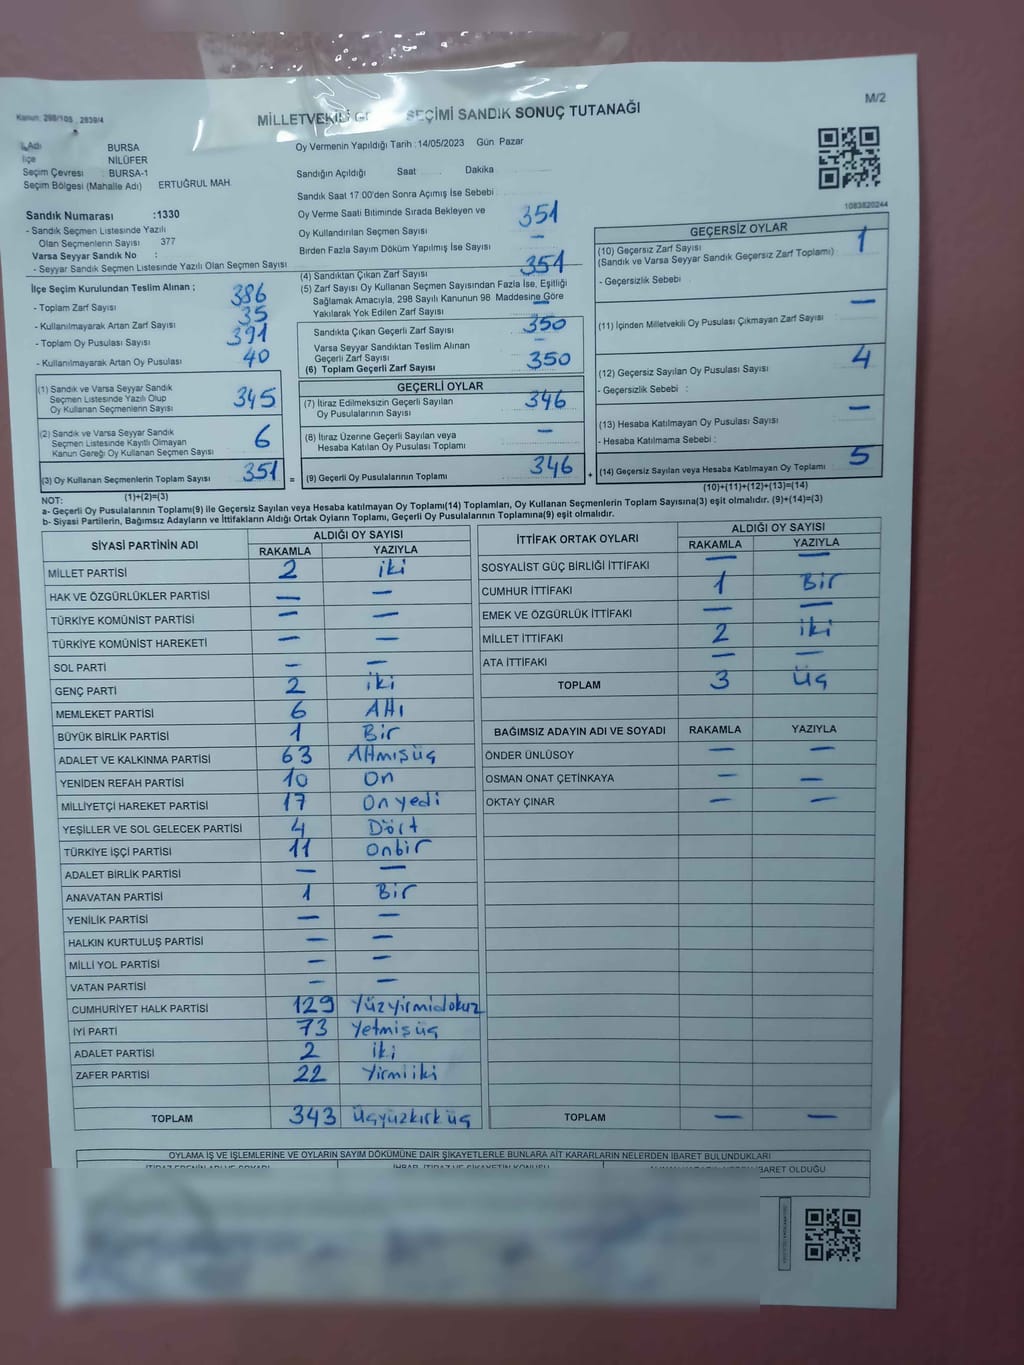 Kanun: 298/105 , 2839/4
M/2
MİLLETVEKİLİ SEÇİMİ SANDIK SONUÇ TUTANAĞI
Adı BURSA
İlçe NİLÜFER
Seçim Çevresi : BURSA-1
Seçim Bölgesi (Mahalle Adı) ERTUĞRUL MAH.
Oy Vermenin Yapıldığı Tarih : 14/05/2023 Gün Pazar
Sandığın Açıldığı Saat Dakika
Sandık Saat 17:00'den Sonra Açımış İse Sebebi
1083820244
Sandık Numarası :1330
- Sandık Seçmen Listesinde Yazılı
Olan Seçmenlerin Sayısı 377
Varsa Seyyar Sandık No :
- Seyyar Sandık Seçmen Listesinde Yazılı Olan Seçmen Sayısı
Oy Verme Saati Bitiminde Sırada Bekleyen ve
Oy Kullandırılan Seçmen Sayısı 351
Birden Fazla Sayım Döküm Yapılmış İse Sayısı —
İlçe Seçim Kurulundan Teslim Alınan ;
- Toplam Zarf Sayısı 386
- Kullanılmayarak Artan Zarf Sayısı 35
- Toplam Oy Pusulası Sayısı 391
- Kullanılmayarak Artan Oy Pusulası 40
(4) Sandıktan Çıkan Zarf Sayısı 351
(5) Zarf Sayısı Oy Kullanan Seçmen Sayısından Fazla İse, Eşitliği
Sağlamak Amacıyla, 298 Sayılı Kanunun 98 Maddesine Göre
Yakılarak Yok Edilen Zarf Sayısı —
Sandıkta Çıkan Geçerli Zarf Sayısı 350
Varsa Seyyar Sandıktan Teslim Alınan
Geçerli Zarf Sayısı —
(6) Toplam Geçerli Zarf Sayısı 350
(1) Sandık ve Varsa Seyyar Sandık
Seçmen Listesinde Yazılı Olup
Oy Kullanan Seçmenlerin Sayısı 345
(2) Sandık ve Varsa Seyyar Sandık
Seçmen Listesinde Kayıtlı Olmayan
Kanun Gereği Oy Kullanan Seçmen Sayısı 6
(3) Oy Kullanan Seçmenlerin Toplam Sayısı 351
(1)+(2)=(3)
GEÇERLİ OYLAR
(7) İtiraz Edilmeksizin Geçerli Sayılan
Oy Pusulalarının Sayısı 346
(8) İtiraz Üzerine Geçerli Sayılan veya
Hesaba Katılan Oy Pusulası Toplamı —
= (9) Geçerli Oy Pusulalarının Toplamı 346 +
GEÇERSİZ OYLAR
(10) Geçersiz Zarf Sayısı 1
(Sandık ve Varsa Seyyar Sandık Geçersiz Zarf Toplamı)
- Geçersizlik Sebebi :
(11) İçinden Milletvekili Oy Pusulası Çıkmayan Zarf Sayısı —
(12) Geçersiz Sayılan Oy Pusulası Sayısı 4
- Geçersizlik Sebebi :
(13) Hesaba Katılmayan Oy Pusulası Sayısı —
- Hesaba Katılmama Sebebi :
(14) Geçersiz Sayılan veya Hesaba Katılmayan Oy Toplamı 5
(10)+(11)+(12)+(13)=(14)
NOT:
a- Geçerli Oy Pusulalarının Toplamı(9) ile Geçersiz Sayılan veya Hesaba katılmayan Oy Toplamı(14) Toplamları, Oy Kullanan Seçmenlerin Toplam Sayısına(3) eşit olmalıdır. (9)+(14)=(3)
b- Siyasi Partilerin, Bağımsız Adayların ve İttifakların Aldığı Ortak Oyların Toplamı, Geçerli Oy Pusulalarının Toplamına(9) eşit olmalıdır.
SİYASİ PARTİNİN ADI ALDIĞI OY SAYISI
RAKAMLA YAZIYLA
MİLLET PARTİSİ 2 iki
HAK VE ÖZGÜRLÜKLER PARTİSİ — —
TÜRKİYE KOMÜNİST PARTİSİ — —
TÜRKİYE KOMÜNİST HAREKETİ — —
SOL PARTİ — —
GENÇ PARTİ 2 iki
MEMLEKET PARTİSİ 6 Altı
BÜYÜK BİRLİK PARTİSİ 1 Bir
ADALET VE KALKINMA PARTİSİ 63 Altmışüç
YENİDEN REFAH PARTİSİ 10 On
MİLLİYETÇİ HAREKET PARTİSİ 17 Onyedi
YEŞİLLER VE SOL GELECEK PARTİSİ 4 Dört
TÜRKİYE İŞÇİ PARTİSİ 11 Onbir
ADALET BİRLİK PARTİSİ — —
ANAVATAN PARTİSİ 1 Bir
YENİLİK PARTİSİ — —
HALKIN KURTULUŞ PARTİSİ — —
MİLLİ YOL PARTİSİ — —
VATAN PARTİSİ — —
CUMHURİYET HALK PARTİSİ 129 Yüzyirmidokuz
İYİ PARTİ 73 Yetmişüç
ADALET PARTİSİ 2 iki
ZAFER PARTİSİ 22 Yirmiiki
TOPLAM 343 üçyüzkırküç
İTTİFAK ORTAK OYLARI ALDIĞI OY SAYISI
RAKAMLA YAZIYLA
SOSYALİST GÜÇ BİRLİĞİ İTTİFAKI — —
CUMHUR İTTİFAKI 1 Bir
EMEK VE ÖZGÜRLÜK İTTİFAKI — —
MİLLET İTTİFAKI 2 iki
ATA İTTİFAKI — —
TOPLAM 3 Üç
BAĞIMSIZ ADAYIN ADI VE SOYADI RAKAMLA YAZIYLA
ÖNDER ÜNLÜSOY — —
OSMAN ONAT ÇETİNKAYA — —
OKTAY ÇINAR — —
TOPLAM — —
OYLAMA İŞ VE İŞLEMLERİNE VE OYLARIN SAYIM DÖKÜMÜNE DAİR ŞİKAYETLERLE BUNLARA AİT KARARLARIN NELERDEN İBARET BULUNDUKLARI
İBARET OLDUĞU